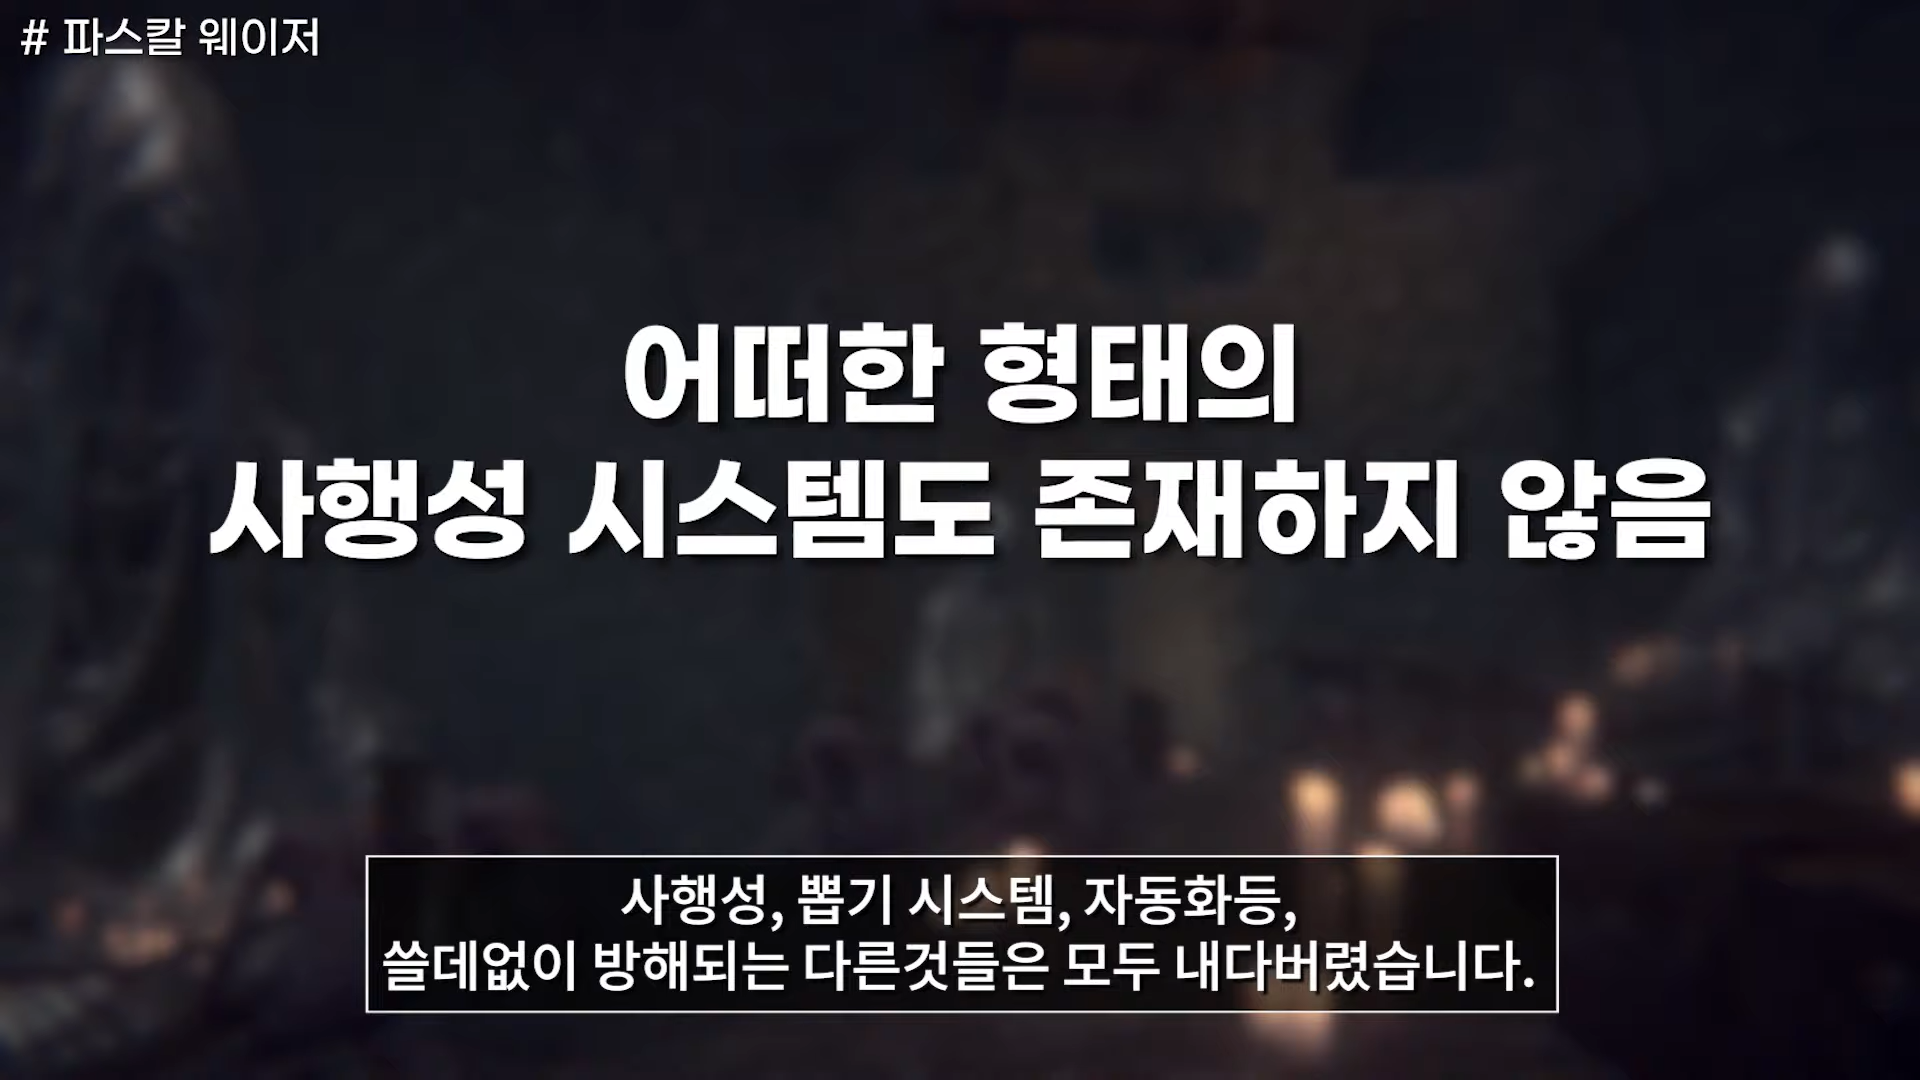 # 파스칼 웨이저
어떠한 형태의
사행성 시스템도 존재하지 않음
사행성, 뽑기 시스템, 자동화등,
쓸데없이 방해되는 다른것들은 모두 내다버렸습니다.